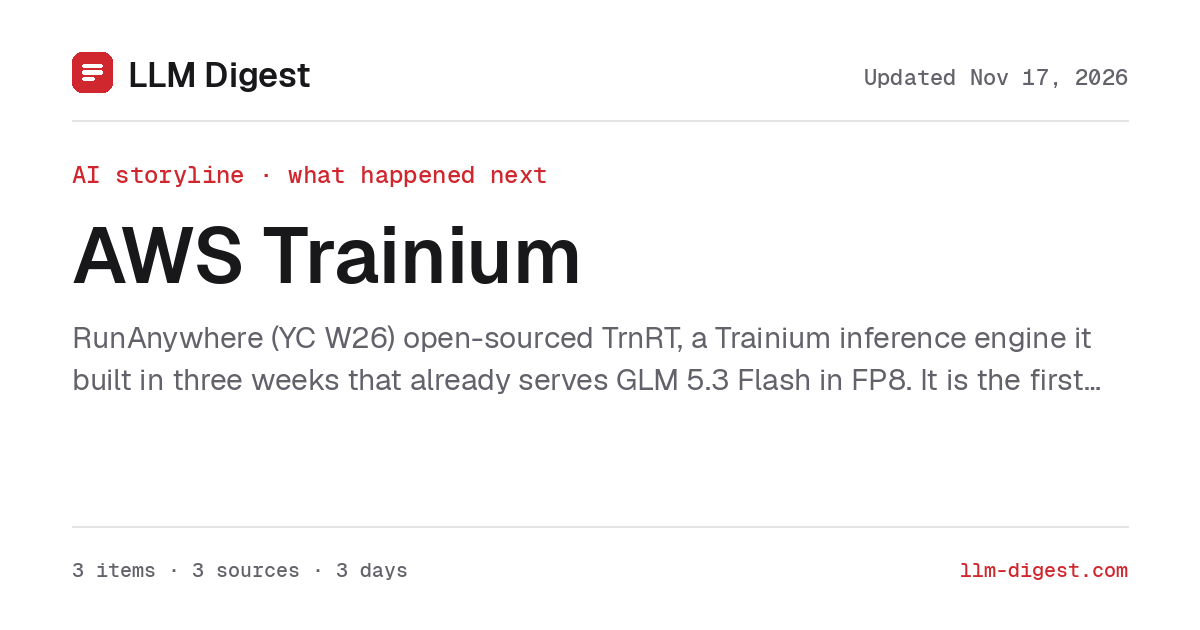 LLM Digest
Updated Nov 17, 2026
AI storyline · what happened next
AWS Trainium
RunAnywhere (YC W26) open-sourced TrnRT, a Trainium inference engine it
built in three weeks that already serves GLM 5.3 Flash in FP8. It is the first…
3 items · 3 sources · 3 days
llm-digest.com